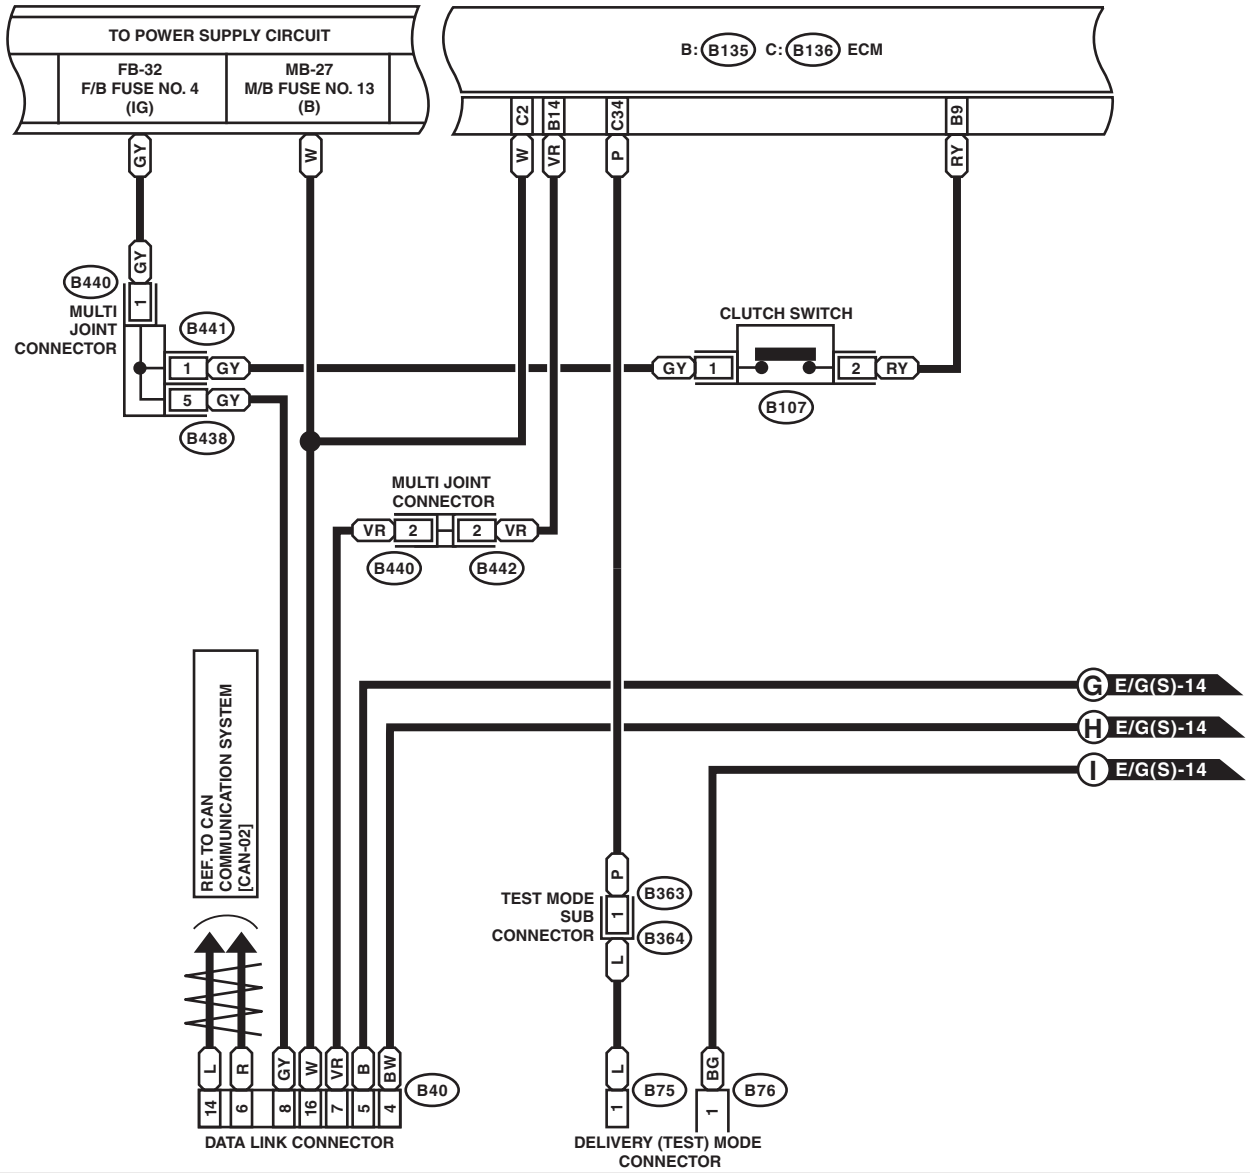 TO POWER SUPPLY CIRCUIT
FB-32
F/B FUSE NO. 4
(IG)
MB-27
M/B FUSE NO. 13
(B)
B: B135 C: B136 ECM
C2
B14
C34
B9
GY
W
W
VR
P
RY
GY
B440
1
MULTI
JOINT
CONNECTOR
B441
1 GY
5 GY
B438
CLUTCH SWITCH
GY 1
2 RY
B107
MULTI JOINT
CONNECTOR
VR 2
2 VR
B440
B442
REF. TO CAN
COMMUNICATION SYSTEM
[CAN-02]
G E/G(S)-14
H E/G(S)-14
I E/G(S)-14
P
B363
TEST MODE
SUB
CONNECTOR
1
B364
L
L
R
GY
W
VR
B
BW
14
6
8
16
7
5
4
B40
DATA LINK CONNECTOR
L
1
B75
BG
1
B76
DELIVERY (TEST) MODE
CONNECTOR